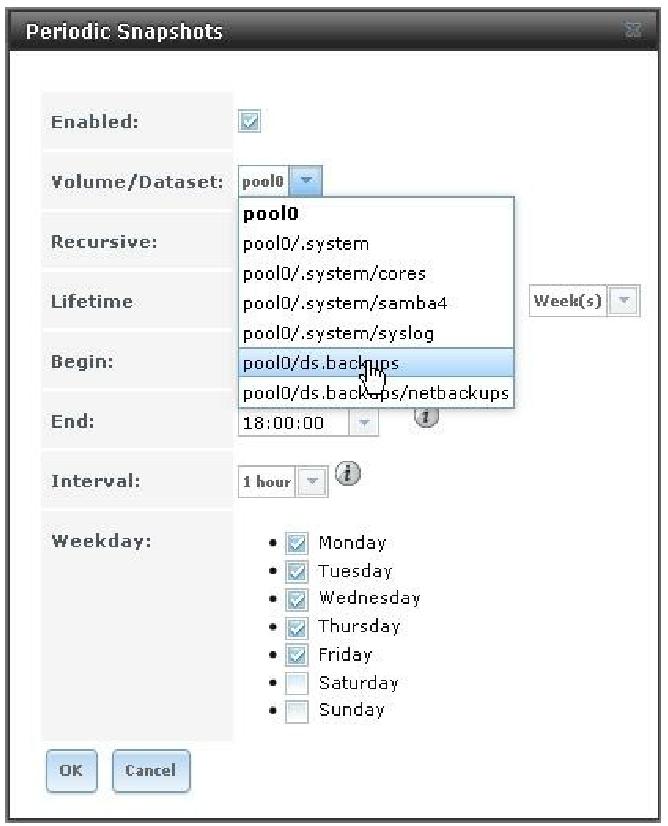 Periodic Snapshots
Enabled:
Volume/Dataset: pool0
pool0
Recursive:
pool0/.system
pool0/.system/cores
Lifetime
pool0/.system/samba4
Week(s)
pool0/.system/syslog
Begin:
pool0/ds.backups
pool0/ds.backups/netbackups
End:
18:00:00
i
Interval:
1 hour
i
Weekday:
Monday
Tuesday
Wednesday
Thursday
Friday
Saturday
Sunday
OK
Cancel